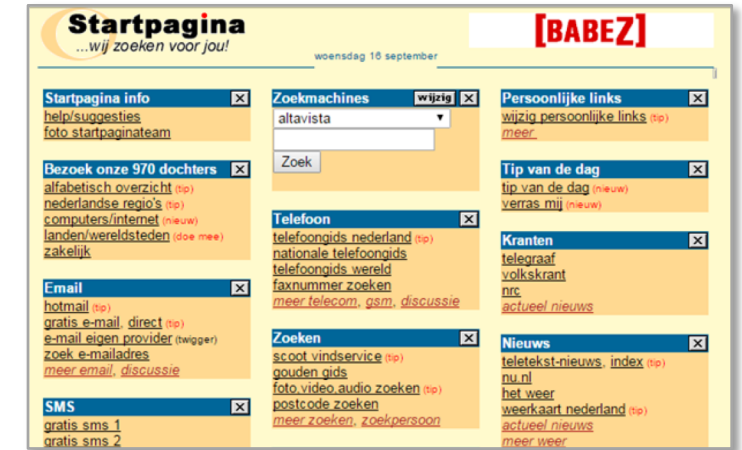 Startpagina
...wij zoeken voor jou!
[BABEZ]
woensdag 16 september
Startpagina info
help/suggesties
foto startpaginateam
Bezoek onze 970 dochters
alfabetisch overzicht (tip)
nederlandse regio's (tip)
computers/internet (nieuw)
landen/wereldsteden (doe mee)
zakelijk
Email
hotmail (tip)
gratis e-mail, direct (tip)
e-mail eigen provider (twigger)
zoek e-mailadres
meer email, discussie
SMS
gratis sms 1
gratis sms 2
Zoekmachines wijzig
altavista
Zoek
Telefoon
telefoongids nederland (tip)
nationale telefoongids
telefoongids wereld
faxnummer zoeken
meer telecom, gsm, discussie
Zoeken
scoot vindservice (tip)
gouden gids
foto,video,audio zoeken (tip)
postcode zoeken
meer zoeken, zoekpersoon
Persoonlijke links
wijzig persoonlijke links (tip)
meer
Tip van de dag
tip van de dag (nieuw)
verras mij (nieuw)
Kranten
telegraaf
volkskrant
nrc
actueel nieuws
Nieuws
teletekst-nieuws, index (tip)
nu.nl
het weer
weerkaart nederland (tip)
actueel nieuws
meer weer